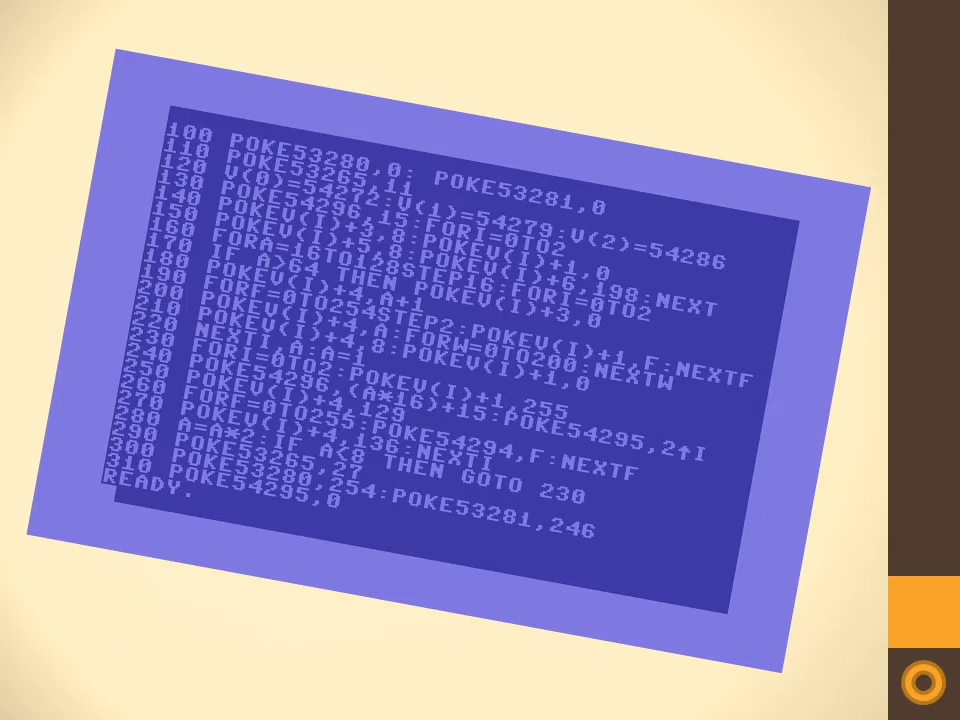 100 POKE53280,0: POKE53281,0
110 POKE53265,11
120 V(0)=54272:V(1)=54279:V(2)=54286
130 POKE54296,15:FORI=0TO2
140 POKEV(I)+3,8:POKEV(I)+1,0
150 POKEV(I)+5,8:POKEV(I)+6,198:NEXT
160 FORA=16TO128STEP16:FORI=0TO2
170 IF A>64 THEN POKEV(I)+3,0
180 POKEV(I)+4,A+1
190 FORF=0TO254STEP2:POKEV(I)+1,F:NEXTF
200 POKEV(I)+4,A:FORW=0TO200:NEXTW
210 POKEV(I)+4,8:POKEV(I)+1,0
220 NEXTI,A:A=1
230 FORI=0TO2:POKEV(I)+1,255
240 POKE54296,(A*16)+15:POKE54295,2↑I
250 POKEV(I)+4,129
260 FORF=0TO255:POKE54294,F:NEXTF
270 POKEV(I)+4,136:NEXTI
280 A=A*2:IF A<8 THEN GOTO 230
290 POKE53265,27
300 POKE53280,254:POKE53281,246
310 POKE54295,0
READY.